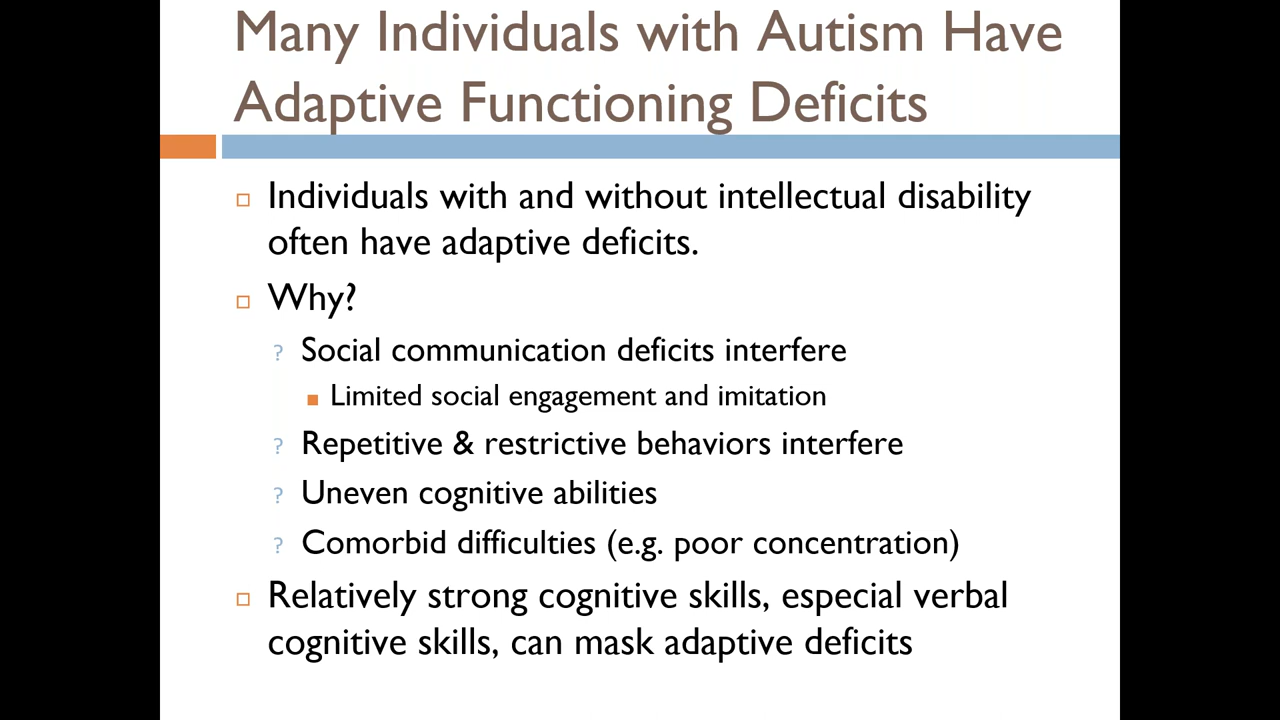 Many Individuals with Autism Have
Adaptive Functioning Deficits
Individuals with and without intellectual disability
often have adaptive deficits.
Why?
? Social communication deficits interfere
Limited social engagement and imitation
? Repetitive & restrictive behaviors interfere
? Uneven cognitive abilities
? Comorbid difficulties (e.g. poor concentration)
Relatively strong cognitive skills, especial verbal
cognitive skills, can mask adaptive deficits